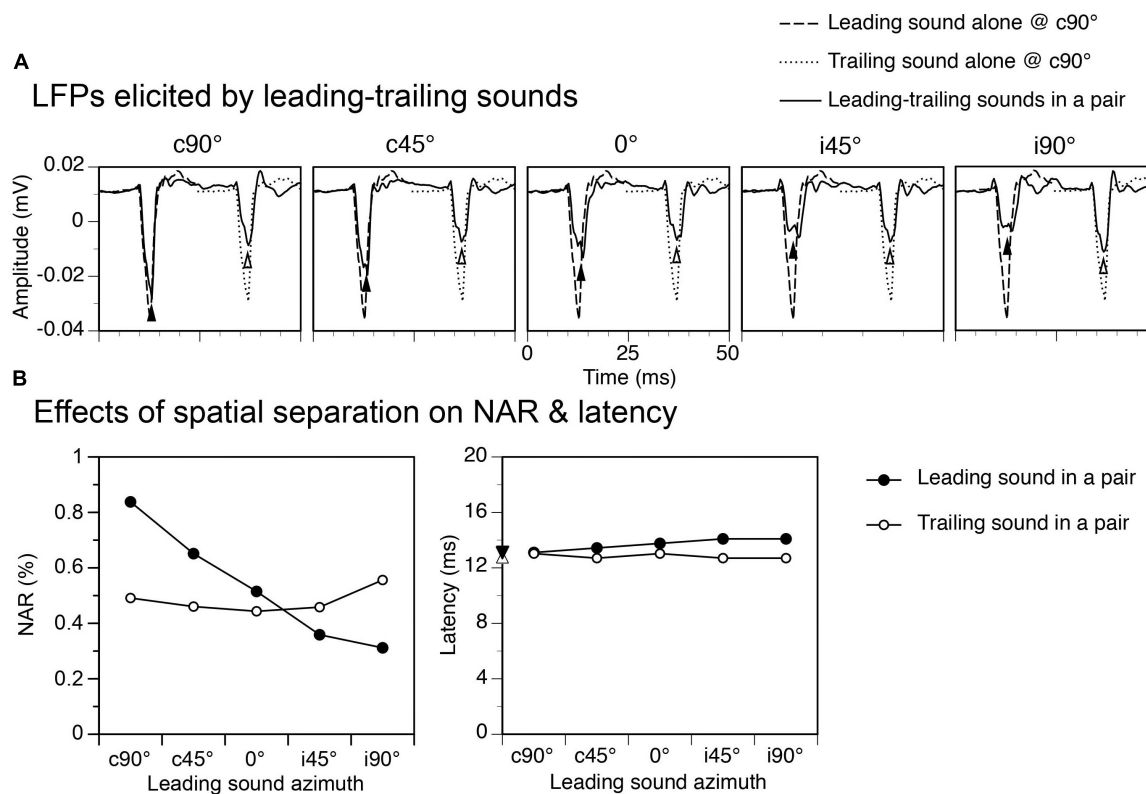 Leading sound alone @ c90°
A
Trailing sound alone @ c90°
LFPs elicited by leading-trailing sounds
Leading-trailing sounds in a pair
c90° c45° 0° i45° i90°
Amplitude (mV)
0.02
0
-0.02
-0.04
0 25 50
Time (ms)
B
Effects of spatial separation on NAR & latency
NAR (%)
1
0.8
0.6
0.4
0.2
0
c90° c45° 0° i45° i90°
Leading sound azimuth
Latency (ms)
20
16
12
8
4
0
c90° c45° 0° i45° i90°
Leading sound azimuth
Leading sound in a pair
Trailing sound in a pair